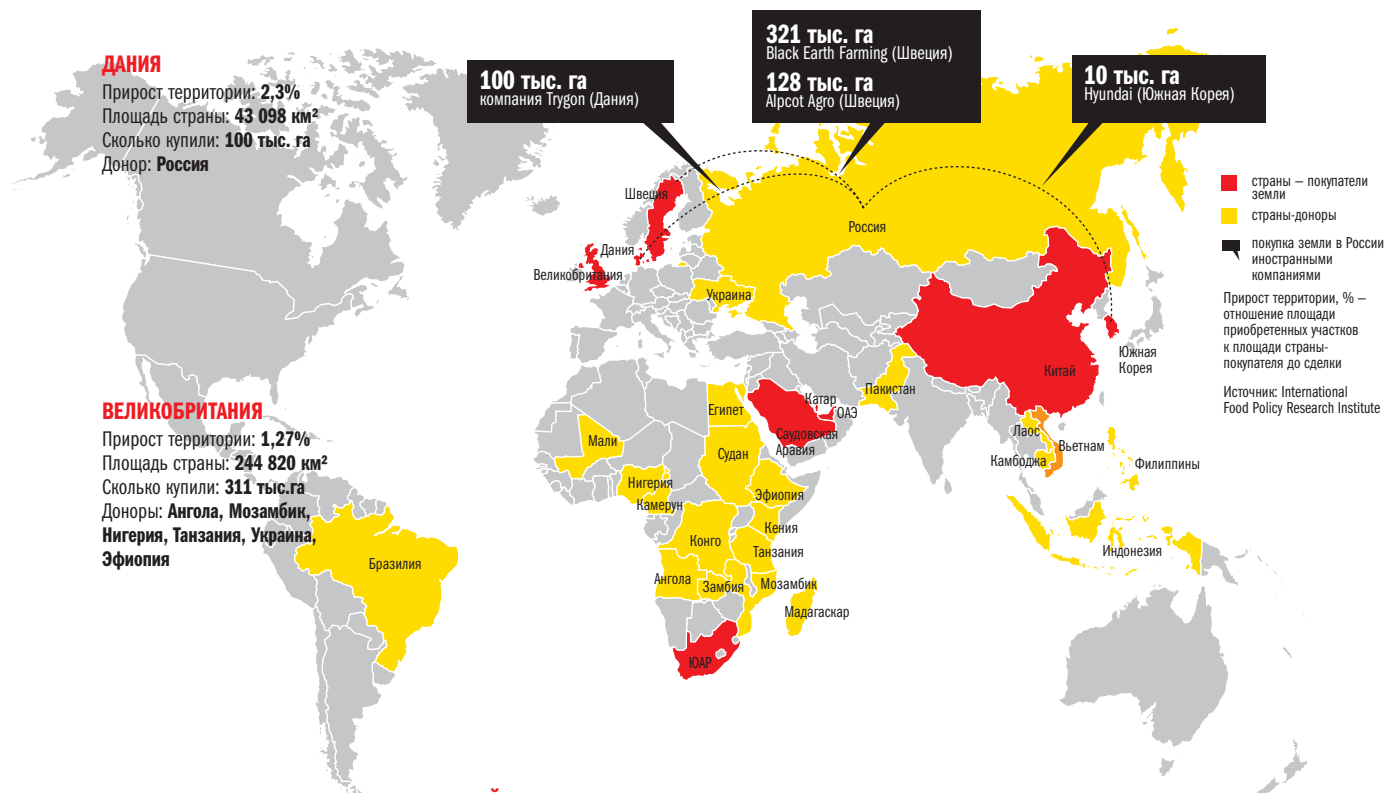 ДАНИЯ
Прирост территории: 2,3%
Площадь страны: 43 098 км²
Сколько купили: 100 тыс. га
Донор: Россия
100 тыс. га
компания Trygon (Дания)
321 тыс. га
Black Earth Farming (Швеция)
128 тыс. га
Alpcot Agro (Швеция)
10 тыс. га
Hyundai (Южная Корея)
страны – покупатели
земли
страны-доноры
покупка земли в России
иностранными
компаниями
Прирост территории, % –
отношение площади
приобретенных участков
к площади страны-
покупателя до сделки
Источник: International
Food Policy Research Institute
ВЕЛИКОБРИТАНИЯ
Прирост территории: 1,27%
Площадь страны: 244 820 км²
Сколько купили: 311 тыс.га
Доноры: Ангола, Мозамбик,
Нигерия, Танзания, Украина,
Эфиопия
Швеция
Дания
Великобритания
Россия
Украина
Китай
Южная
Корея
Пакистан
Катар
ОАЭ
Саудовская
Аравия
Египет
Мали
Судан
Нигерия
Камерун
Эфиопия
Кения
Конго
Танзания
Ангола
Замбия
Мозамбик
Мадагаскар
ЮАР
Бразилия
Лаос
Вьетнам
Камбоджа
Филиппины
Индонезия